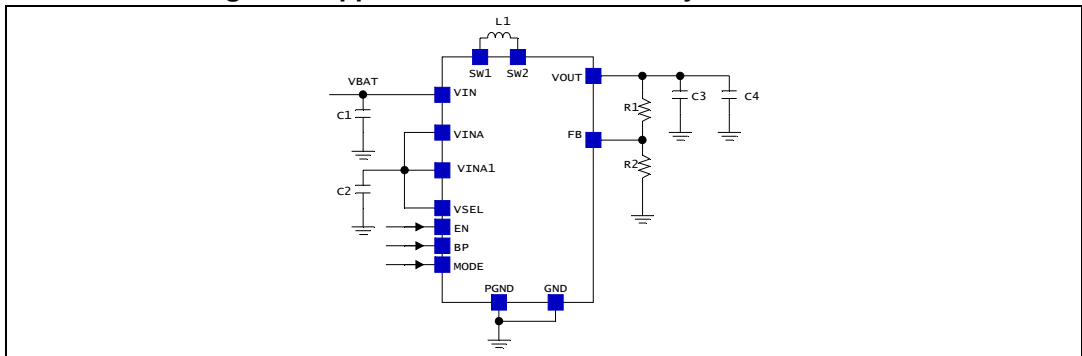 L1
SW1 SW2
VBAT
VOUT
VIN
C1
R1
C3
C4
VINA
FB
VINA1
R2
C2
VSEL
EN
BP
MODE
PGND GND